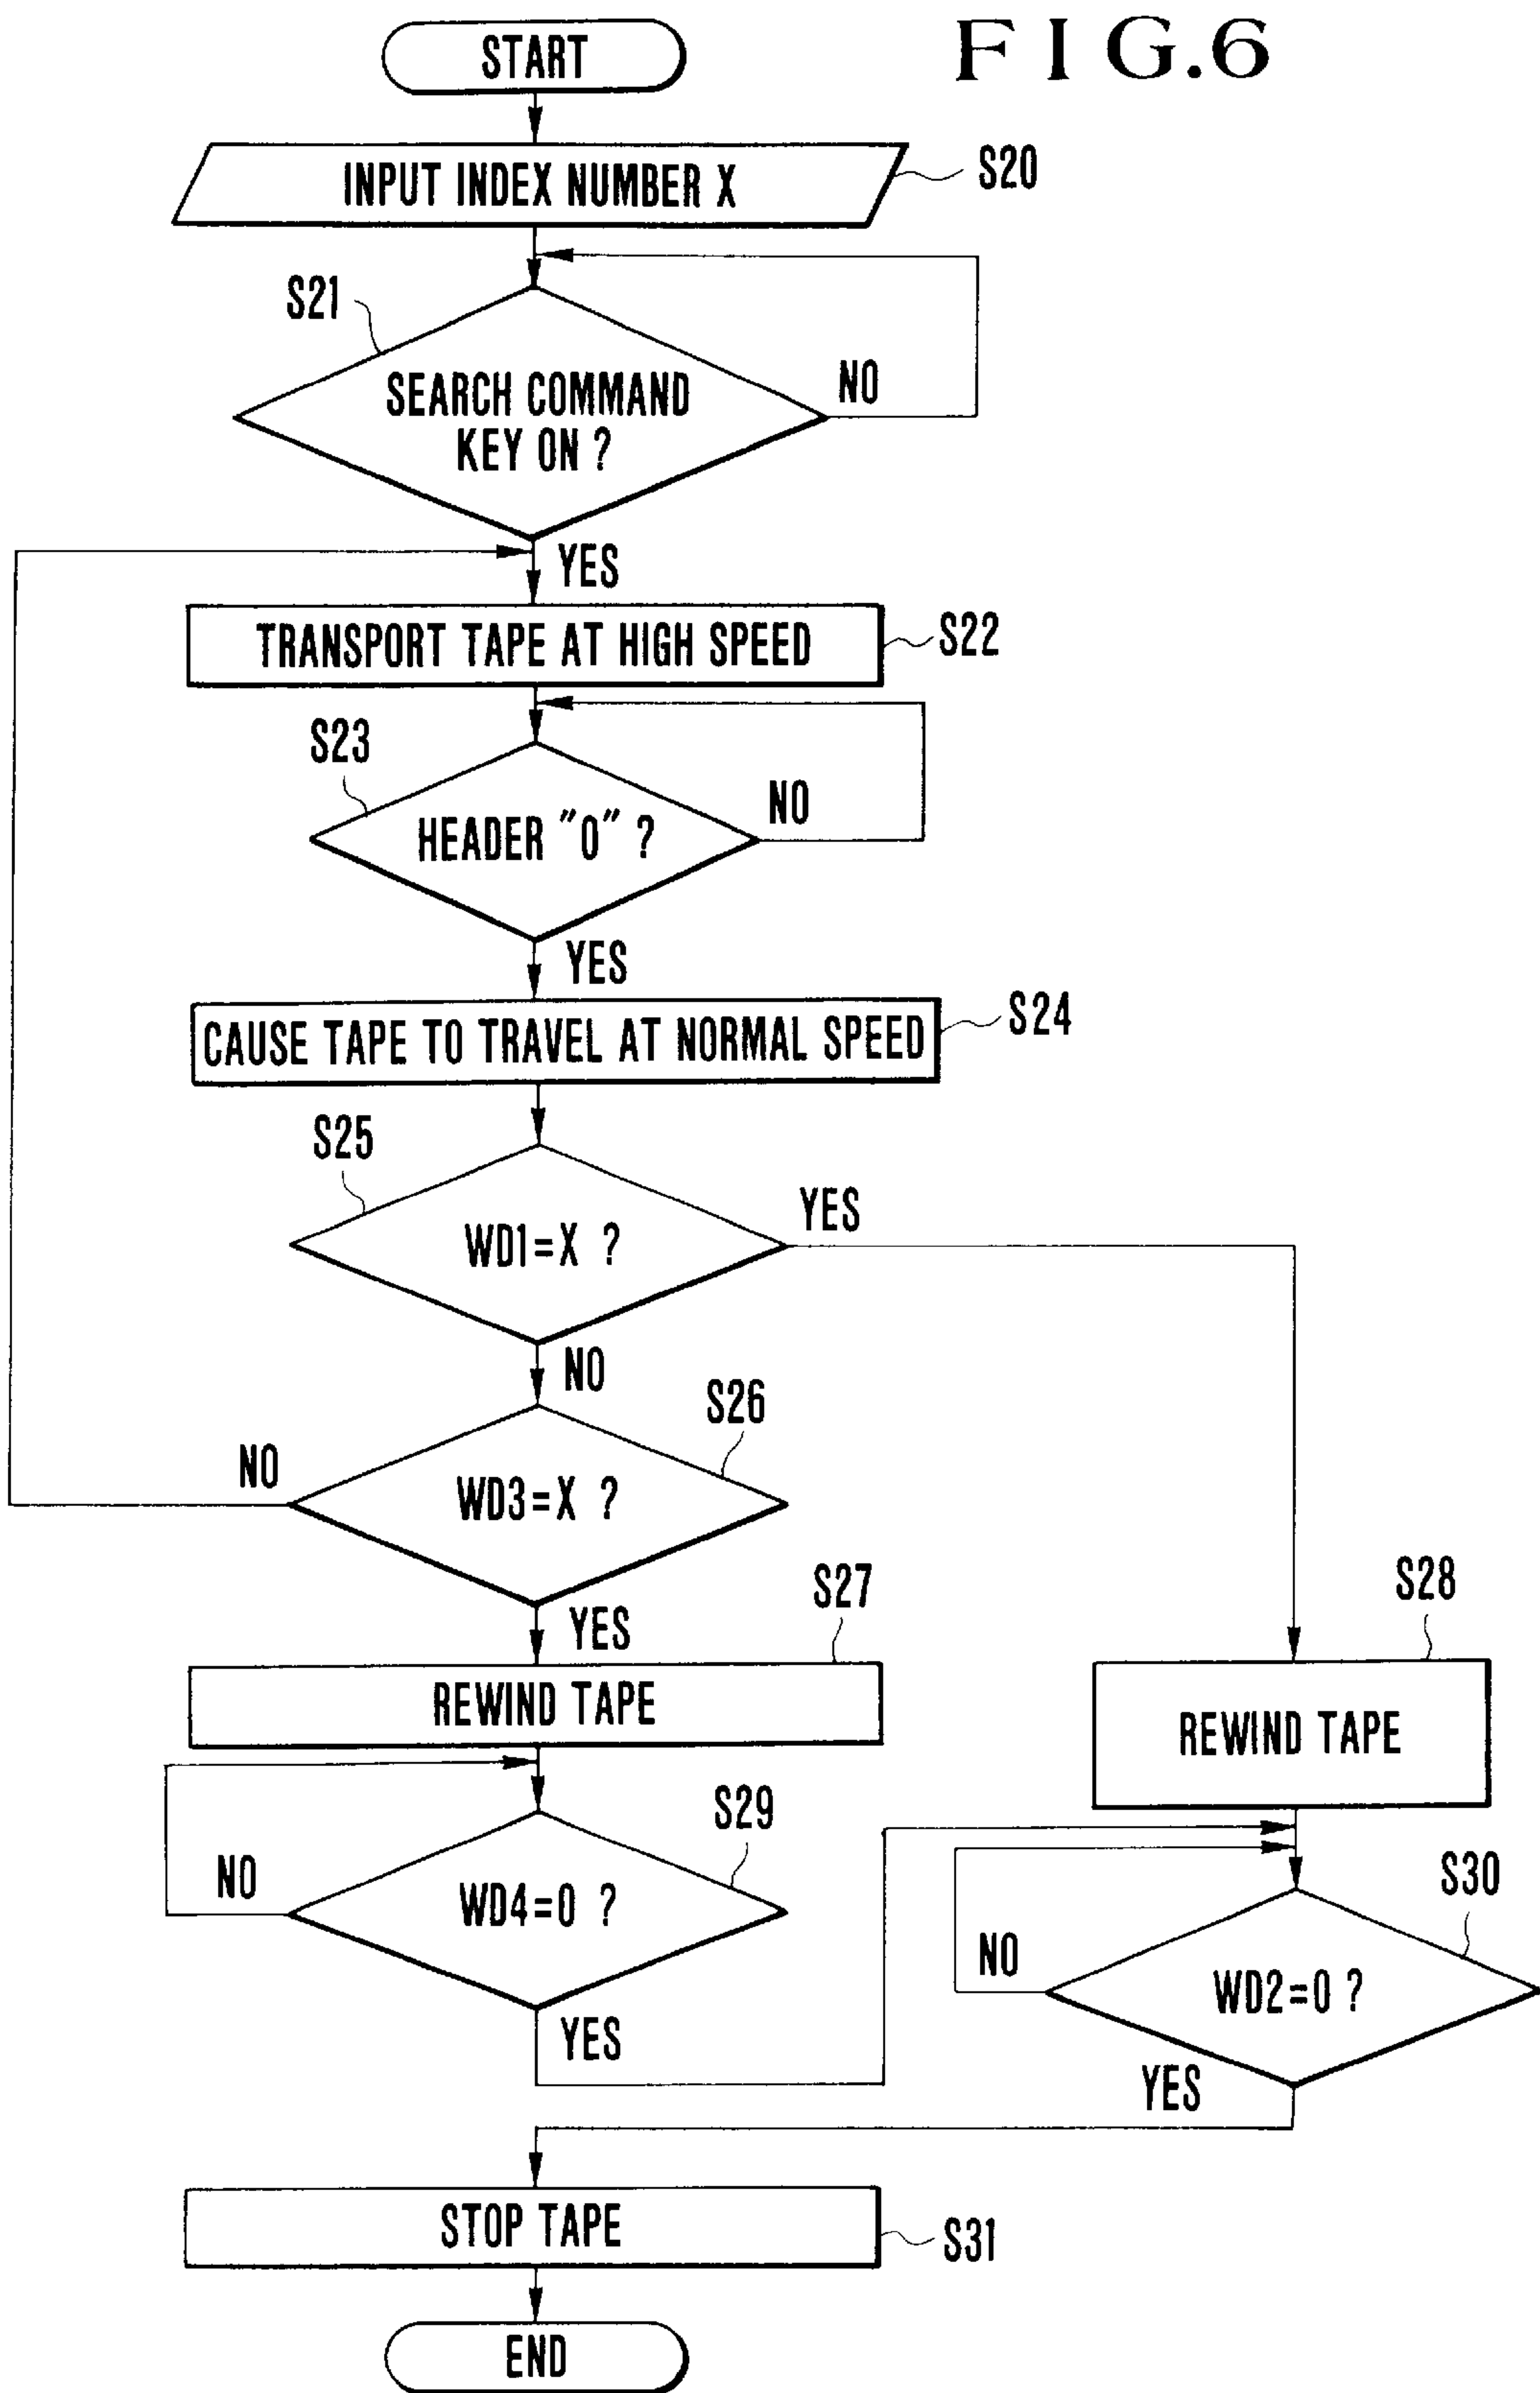 FIG.6
START
INPUT INDEX NUMBER X
S20
S21
SEARCH COMMAND
KEY ON ?
NO
YES
TRANSPORT TAPE AT HIGH SPEED
S22
S23
HEADER "0" ?
NO
YES
CAUSE TAPE TO TRAVEL AT NORMAL SPEED
S24
S25
WD1=X ?
YES
NO
S26
NO
WD3=X ?
YES
S27
REWIND TAPE
S28
REWIND TAPE
S29
NO
WD4=0 ?
YES
S30
NO
WD2=0 ?
YES
STOP TAPE
S31
END